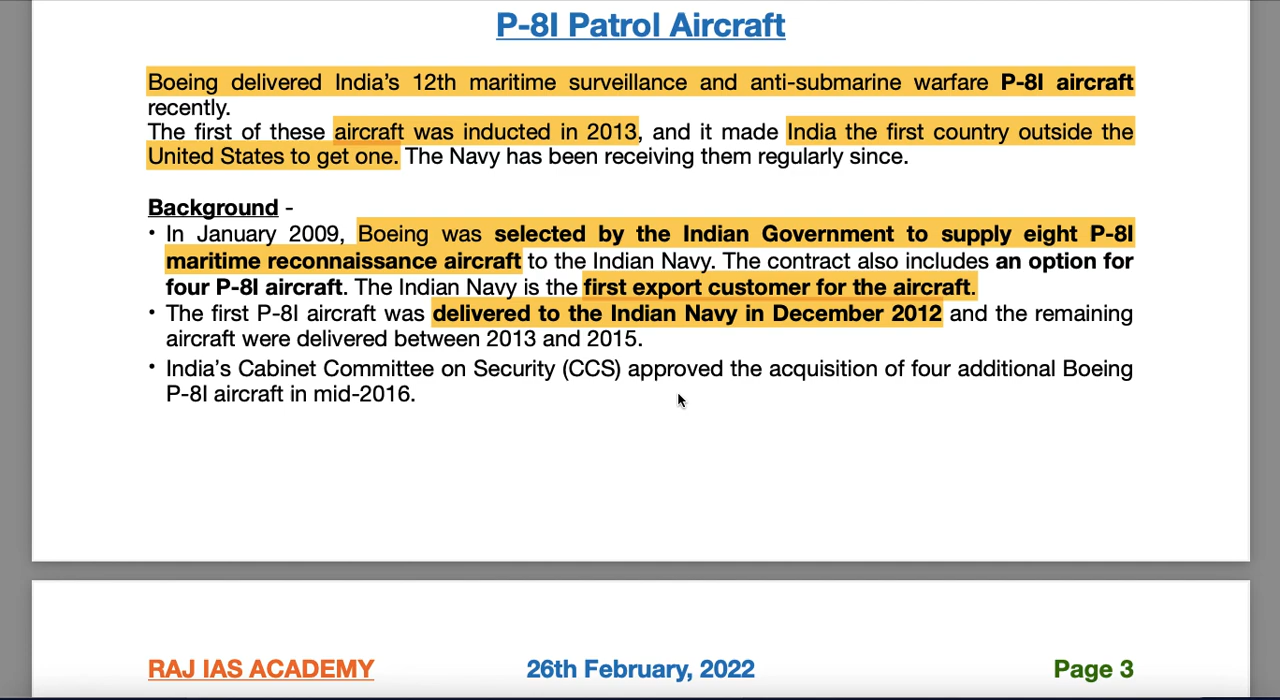 P-8I Patrol Aircraft
Boeing delivered India’s 12th maritime surveillance and anti-submarine warfare P-8I aircraft
recently.
The first of these aircraft was inducted in 2013, and it made India the first country outside the
United States to get one. The Navy has been receiving them regularly since.
Background -
• In January 2009, Boeing was selected by the Indian Government to supply eight P-8I
maritime reconnaissance aircraft to the Indian Navy. The contract also includes an option for
four P-8I aircraft. The Indian Navy is the first export customer for the aircraft.
• The first P-8I aircraft was delivered to the Indian Navy in December 2012 and the remaining
aircraft were delivered between 2013 and 2015.
• India’s Cabinet Committee on Security (CCS) approved the acquisition of four additional Boeing
P-8I aircraft in mid-2016.
RAJ IAS ACADEMY 26th February, 2022 Page 3